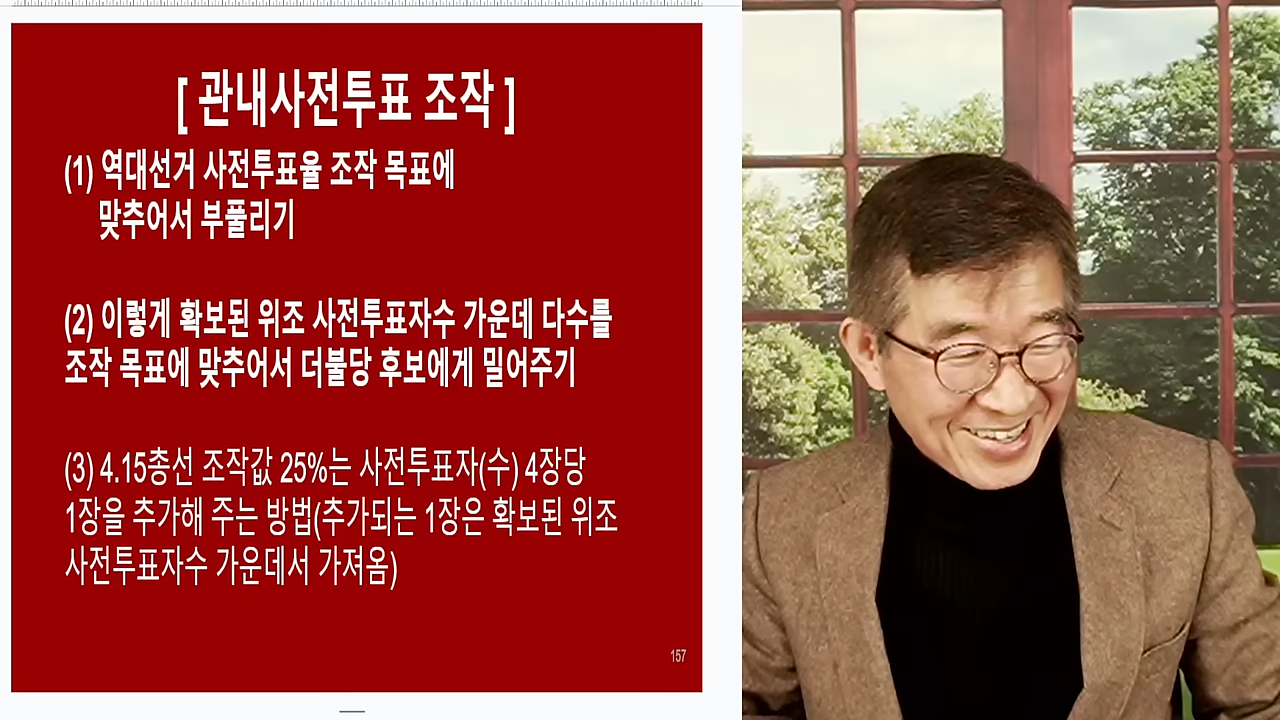 [ 관내사전투표 조작 ]
(1) 역대선거 사전투표율 조작 목표에
맞추어서 부풀리기
(2) 이렇게 확보된 위조 사전투표자수 가운데 다수를
조작 목표에 맞추어서 더불당 후보에게 밀어주기
(3) 4.15총선 조작값 25%는 사전투표자(수) 4장당
1장을 추가해 주는 방법(추가되는 1장은 확보된 위조
사전투표자수 가운데서 가져옴)
157